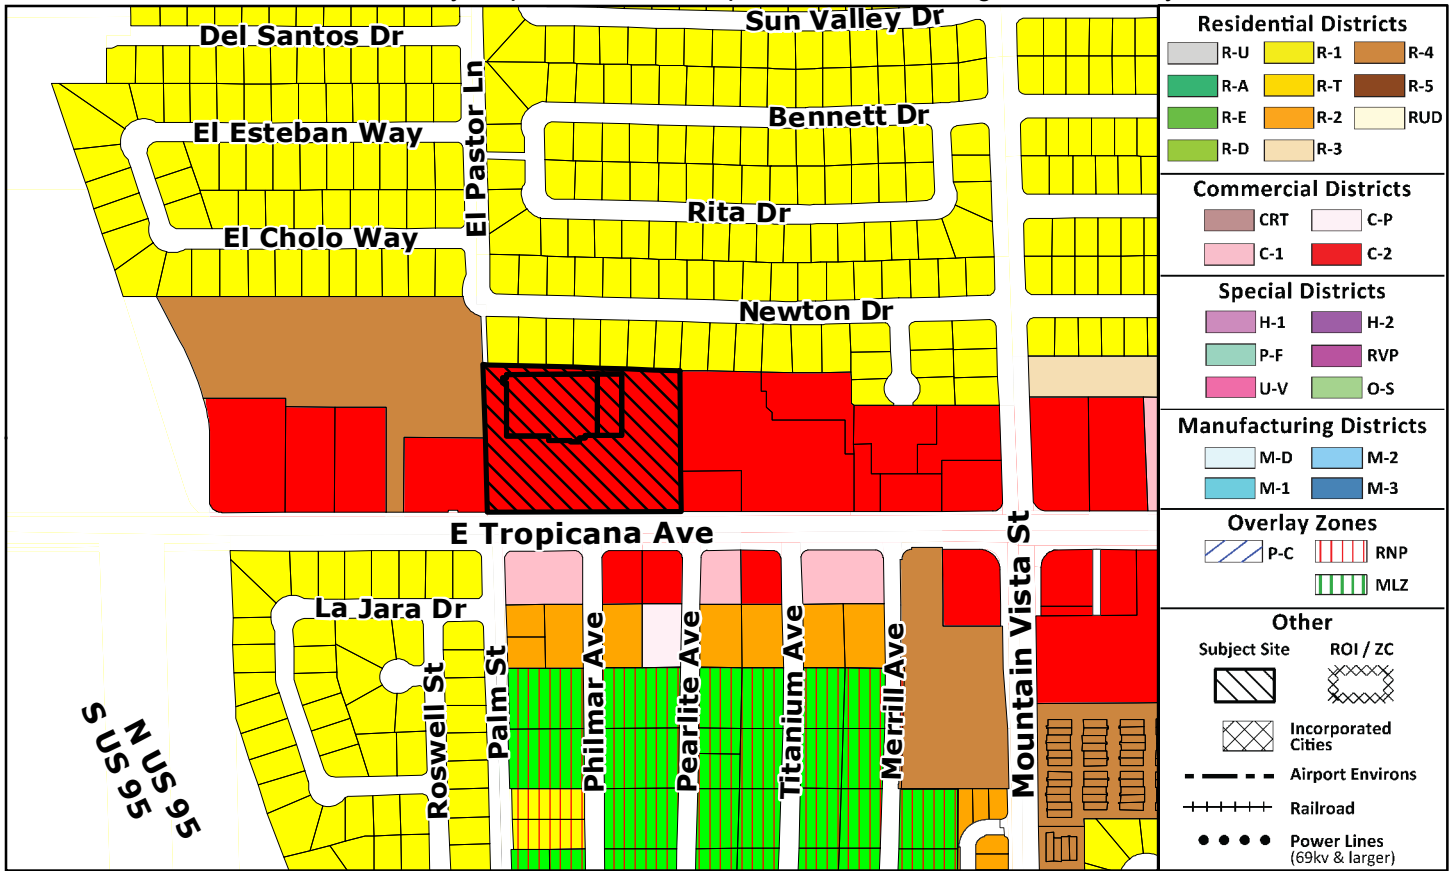 Sun Valley Dr
Del Santos Dr
El Pastor Ln
Bennett Dr
El Esteban Way
Rita Dr
El Cholo Way
Newton Dr
E Tropicana Ave
La Jara Dr
Roswell St
Palm St
Philmar Ave
Pearlite Ave
Titanium Ave
Merrill Ave
Mountain Vista St
N US 95
S US 95
Residential Districts
R-U R-1 R-4
R-A R-T R-5
R-E R-2 RUD
R-D R-3
Commercial Districts
CRT C-P
C-1 C-2
Special Districts
H-1 H-2
P-F RVP
U-V O-S
Manufacturing Districts
M-D M-2
M-1 M-3
Overlay Zones
P-C RNP
MLZ
Other
Subject Site ROI / ZC
Incorporated
Cities
Airport Environs
Railroad
Power Lines
(69kv & larger)